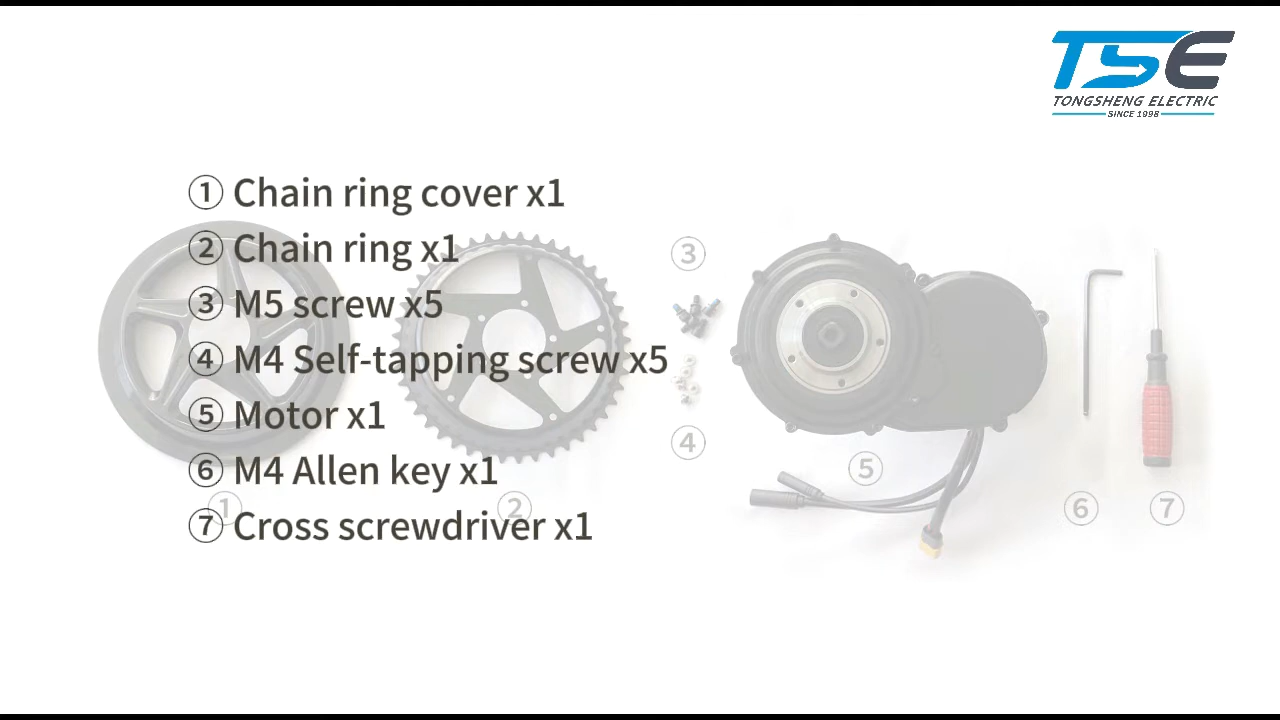 TSE
TONGSHENG ELECTRIC
SINCE 1998
① Chain ring cover x1
② Chain ring x1
③ M5 screw x5
④ M4 Self-tapping screw x5
⑤ Motor x1
⑥ M4 Allen key x1
⑦ Cross screwdriver x1
③
④
⑤
①
②
⑥
⑦